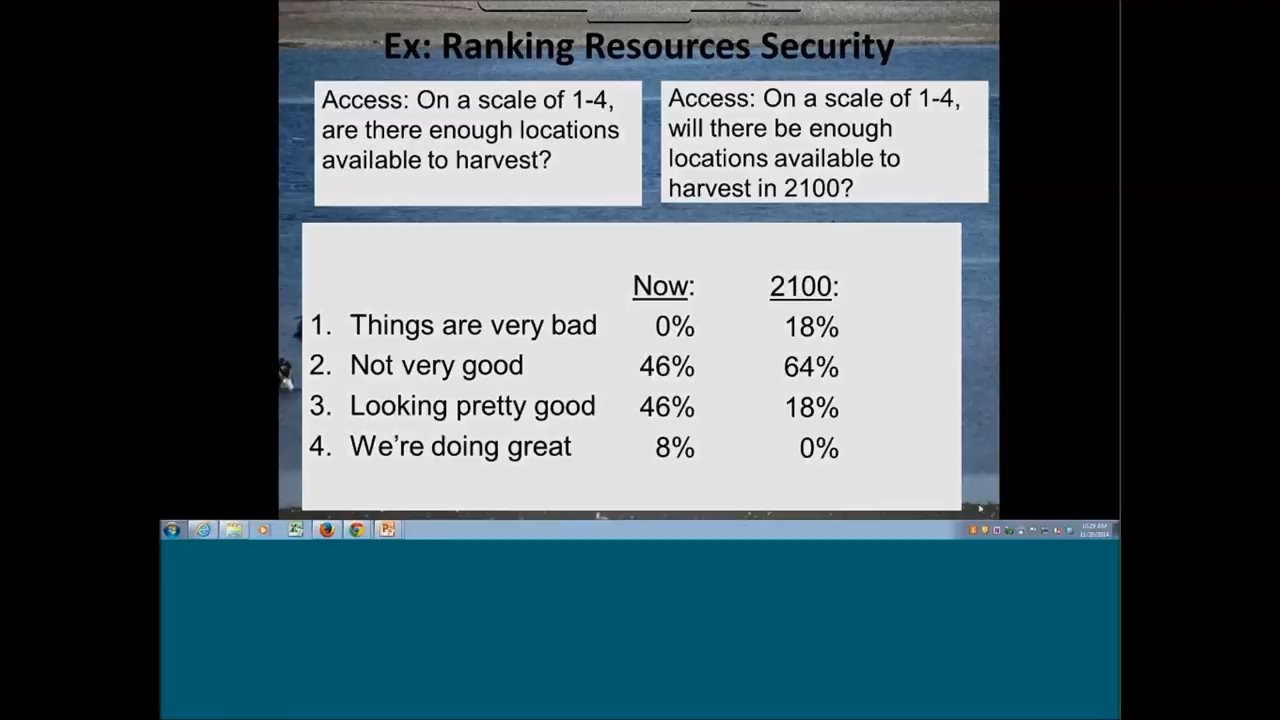 Ex: Ranking Resources Security
Access: On a scale of 1-4,
are there enough locations
available to harvest?
Access: On a scale of 1-4,
will there be enough
locations available to
harvest in 2100?
Now: 2100:
1. Things are very bad 0% 18%
2. Not very good 46% 64%
3. Looking pretty good 46% 18%
4. We're doing great 8% 0%